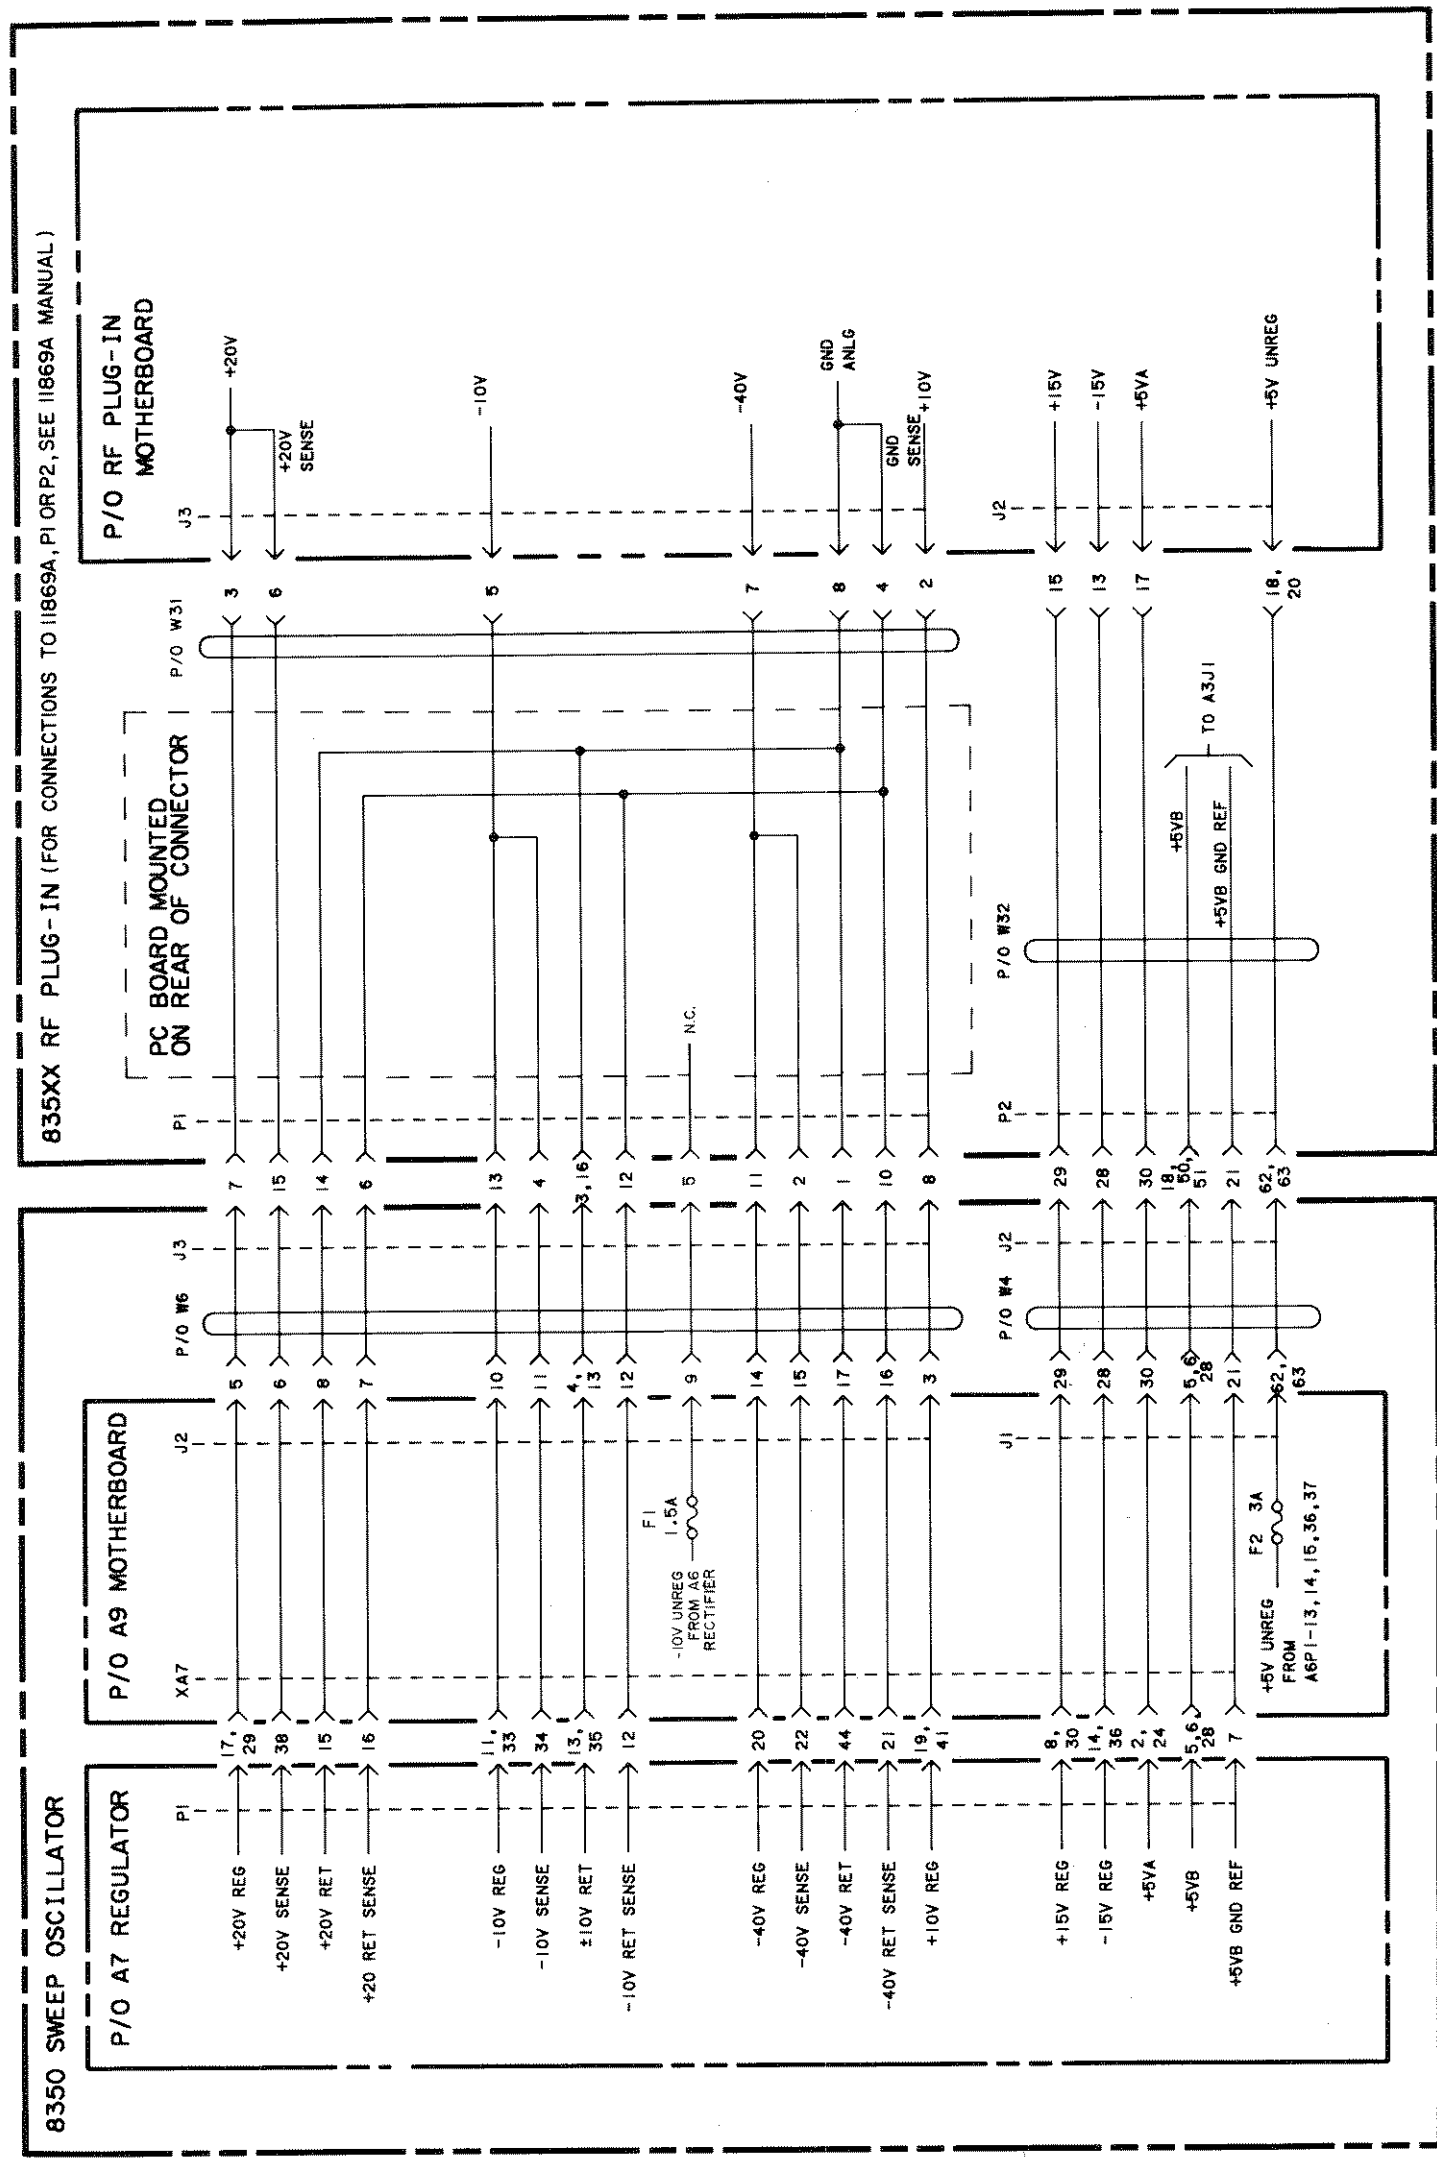 8350 SWEEP OSCILLATOR
P/O A7 REGULATOR
P1
+20V REG
+20V SENSE
+20V RET
+20 RET SENSE
-10V REG
-10V SENSE
±10V RET
-10V RET SENSE
-40V REG
-40V SENSE
-40V RET
-40V RET SENSE
+10V REG
+15V REG
-15V REG
+5VA
+5VB
+5VB GND REF
17,
29
38
15
16
11,
33
34
13,
35
12
20
22
44
21
19,
41
8,
30
14,
36
2,
24
5,6
28
7
P/O A9 MOTHERBOARD
XA7
-10V UNREG
FROM A6
RECTIFIER
F1
1.5A
+5V UNREG
FROM
A6P1-13,14,15,36,37
F2 3A
J2
J1
5
6
8
7
10
11
4,
13
12
9
14
15
17
16
3
29
28
30
5,6
28
21
62,
63
P/O W6
P/O W4
J3
J2
7
15
14
6
13
4
3,16
12
5
11
2
1
10
8
29
28
30
18,
50,
51
21
62,
63
835XX RF PLUG-IN (FOR CONNECTIONS TO 11869A, P1 OR P2, SEE 11869A MANUAL)
P1
P2
PC BOARD MOUNTED
ON REAR OF CONNECTOR
N.C.
P/O W31
P/O W32
+5VB
+5VB GND REF
TO A3J1
3
6
5
7
8
4
2
15
13
17
18,
20
P/O RF PLUG-IN
MOTHERBOARD
J3
J2
+20V
+20V
SENSE
-10V
-40V
GND
ANLG
GND
SENSE
+10V
+15V
-15V
+5VA
+5V UNREG